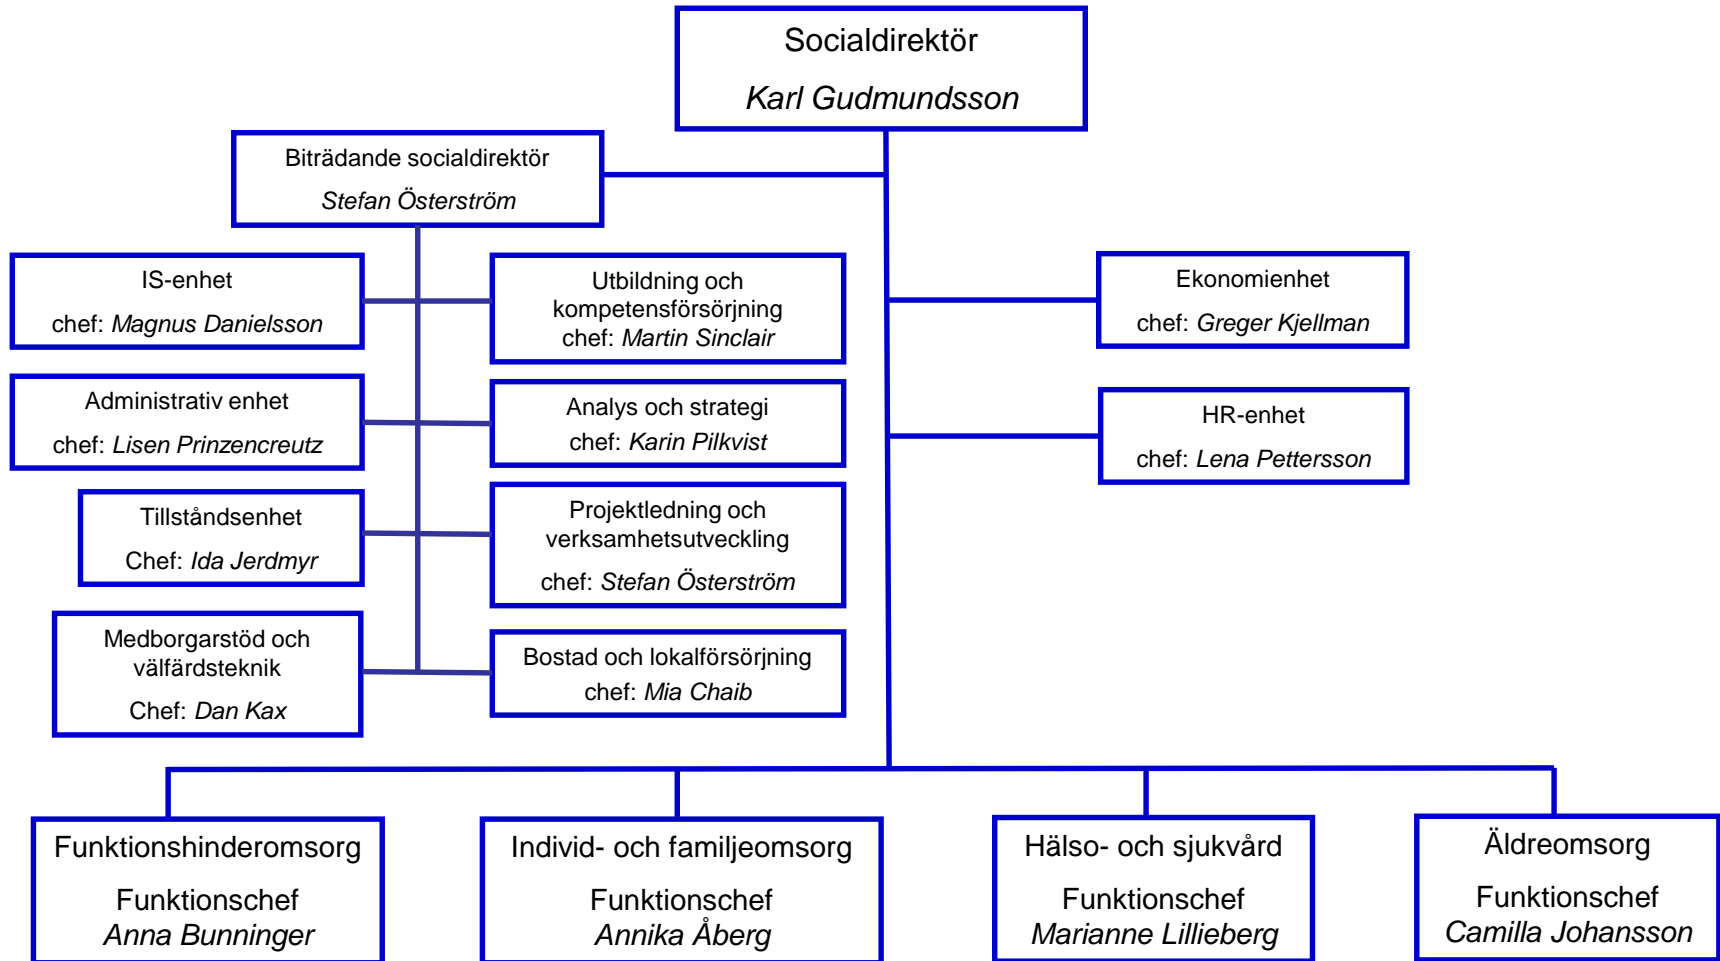 Socialdirektör
Karl Gudmundsson
Biträdande socialdirektör
Stefan Österström
IS-enhet
chef: Magnus Danielsson
Utbildning och
kompetensförsörjning
chef: Martin Sinclair
Ekonomienhet
chef: Greger Kjellman
Administrativ enhet
chef: Lisen Prinzencreutz
Analys och strategi
chef: Karin Pilkvist
HR-enhet
chef: Lena Pettersson
Tillståndsenhet
Chef: Ida Jerdmyr
Projektledning och
verksamhetsutveckling
chef: Stefan Österström
Medborgarstöd och
välfärdsteknik
Chef: Dan Kax
Bostad och lokalförsörjning
chef: Mia Chaib
Funktionshinderomsorg
Funktionschef
Anna Bunninger
Individ- och familjeomsorg
Funktionschef
Annika Åberg
Hälso- och sjukvård
Funktionschef
Marianne Lillieberg
Äldreomsorg
Funktionschef
Camilla Johansson